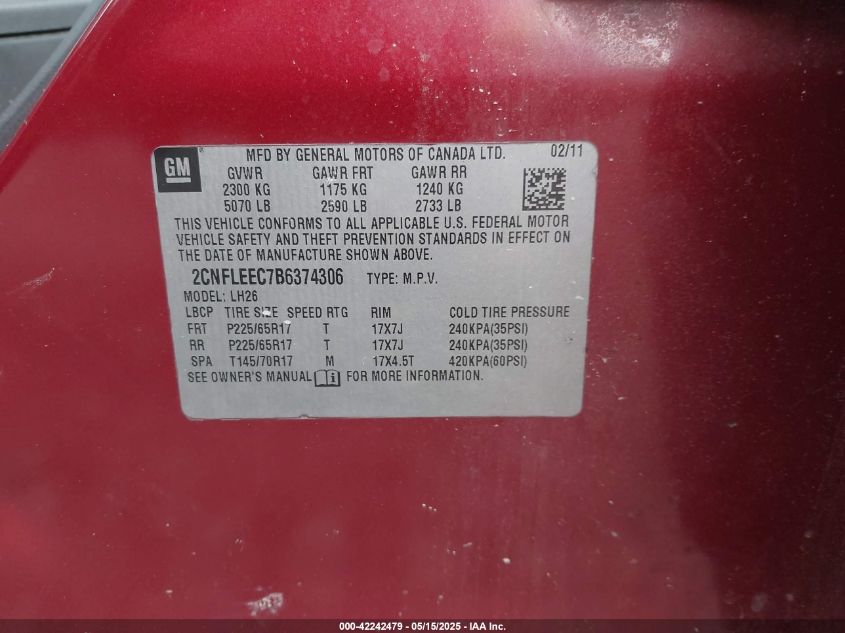 GM
MFD BY GENERAL MOTORS OF CANADA LTD. 02/11
GVWR GAWR FRT GAWR RR
2300 KG 1175 KG 1240 KG
5070 LB 2590 LB 2733 LB
THIS VEHICLE CONFORMS TO ALL APPLICABLE U.S. FEDERAL MOTOR
VEHICLE SAFETY AND THEFT PREVENTION STANDARDS IN EFFECT ON
THE DATE OF MANUFACTURE SHOWN ABOVE.
2CNFLEEC7B6374306 TYPE: M.P.V.
MODEL: LH26
LBCP TIRE SIZE SPEED RTG RIM COLD TIRE PRESSURE
FRT P225/65R17 T 17X7J 240KPA(35PSI)
RR P225/65R17 T 17X7J 240KPA(35PSI)
SPA T145/70R17 M 17X4.5T 420KPA(60PSI)
SEE OWNER'S MANUAL i FOR MORE INFORMATION.
000-42242479 - 05/15/2025 - IAA Inc.